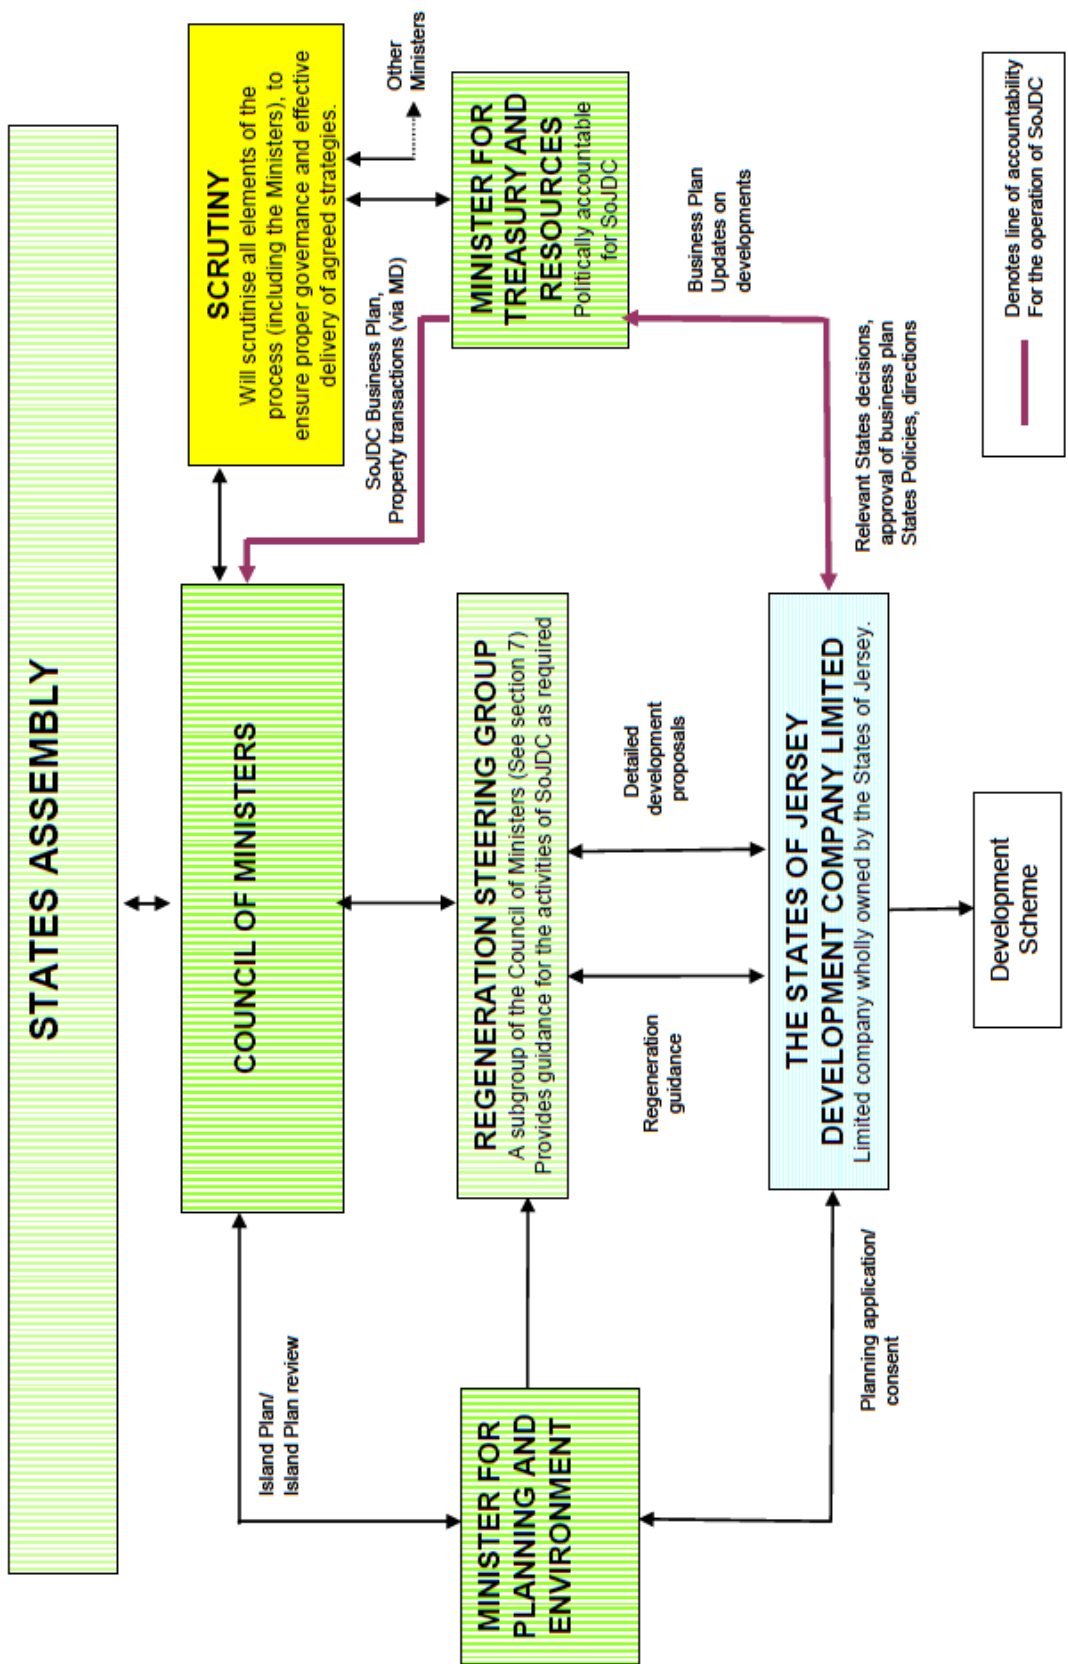 STATES ASSEMBLY
COUNCIL OF MINISTERS
SCRUTINY
Will scrutinise all elements of the
process (including the Ministers), to
ensure proper governance and effective
delivery of agreed strategies.
Island Plan/
Island Plan review
SoJDC Business Plan,
Property transactions (via MD)
Other
Ministers
MINISTER FOR
PLANNING AND
ENVIRONMENT
REGENERATION STEERING GROUP
A subgroup of the Council of Ministers (See section 7)
Provides guidance for the activities of SoJDC as required
MINISTER FOR
TREASURY AND
RESOURCES
Politically accountable
for SoJDC
Regeneration
guidance
Detailed
development
proposals
Business Plan
Updates on
developments
THE STATES OF JERSEY
DEVELOPMENT COMPANY LIMITED
Limited company wholly owned by the States of Jersey.
Planning application/
consent
Relevant States decisions,
approval of business plan
States Policies, directions
Development
Scheme
Denotes line of accountability
For the operation of SoJDC